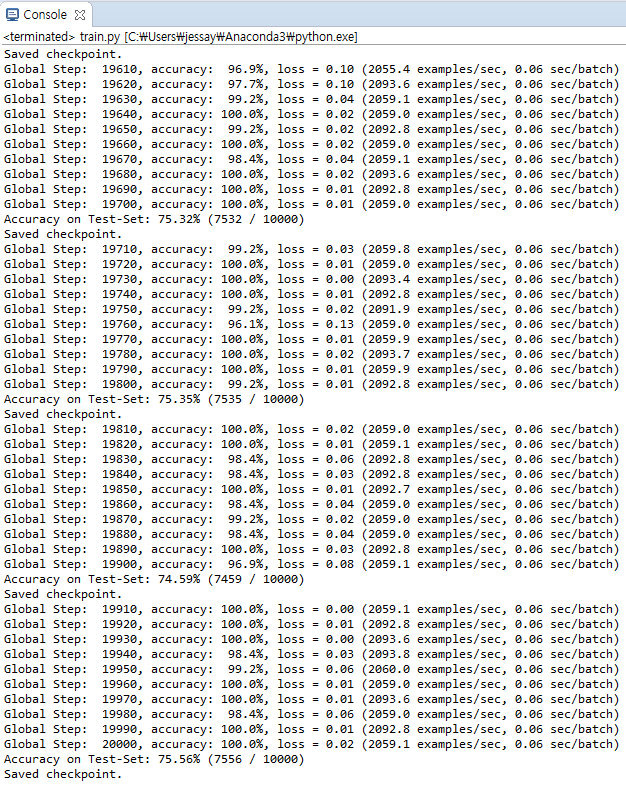 Console
<terminated> train.py [C:₩Users₩jessay₩Anaconda3₩python.exe]
Saved checkpoint.
Global Step:  19610, accuracy:  96.9%, loss = 0.10 (2055.4 examples/sec, 0.06 sec/batch)
Global Step:  19620, accuracy:  97.7%, loss = 0.10 (2093.6 examples/sec, 0.06 sec/batch)
Global Step:  19630, accuracy:  99.2%, loss = 0.04 (2059.1 examples/sec, 0.06 sec/batch)
Global Step:  19640, accuracy: 100.0%, loss = 0.02 (2059.0 examples/sec, 0.06 sec/batch)
Global Step:  19650, accuracy:  99.2%, loss = 0.02 (2092.8 examples/sec, 0.06 sec/batch)
Global Step:  19660, accuracy: 100.0%, loss = 0.02 (2059.0 examples/sec, 0.06 sec/batch)
Global Step:  19670, accuracy:  98.4%, loss = 0.04 (2059.1 examples/sec, 0.06 sec/batch)
Global Step:  19680, accuracy: 100.0%, loss = 0.02 (2093.6 examples/sec, 0.06 sec/batch)
Global Step:  19690, accuracy: 100.0%, loss = 0.01 (2092.8 examples/sec, 0.06 sec/batch)
Global Step:  19700, accuracy: 100.0%, loss = 0.01 (2059.0 examples/sec, 0.06 sec/batch)
Accuracy on Test-Set: 75.32% (7532 / 10000)
Saved checkpoint.
Global Step:  19710, accuracy:  99.2%, loss = 0.03 (2059.8 examples/sec, 0.06 sec/batch)
Global Step:  19720, accuracy: 100.0%, loss = 0.01 (2059.0 examples/sec, 0.06 sec/batch)
Global Step:  19730, accuracy: 100.0%, loss = 0.00 (2093.4 examples/sec, 0.06 sec/batch)
Global Step:  19740, accuracy: 100.0%, loss = 0.01 (2092.8 examples/sec, 0.06 sec/batch)
Global Step:  19750, accuracy:  99.2%, loss = 0.02 (2091.9 examples/sec, 0.06 sec/batch)
Global Step:  19760, accuracy:  96.1%, loss = 0.13 (2059.0 examples/sec, 0.06 sec/batch)
Global Step:  19770, accuracy: 100.0%, loss = 0.01 (2059.9 examples/sec, 0.06 sec/batch)
Global Step:  19780, accuracy: 100.0%, loss = 0.02 (2093.7 examples/sec, 0.06 sec/batch)
Global Step:  19790, accuracy: 100.0%, loss = 0.01 (2059.9 examples/sec, 0.06 sec/batch)
Global Step:  19800, accuracy:  99.2%, loss = 0.01 (2092.8 examples/sec, 0.06 sec/batch)
Accuracy on Test-Set: 75.35% (7535 / 10000)
Saved checkpoint.
Global Step:  19810, accuracy: 100.0%, loss = 0.02 (2059.0 examples/sec, 0.06 sec/batch)
Global Step:  19820, accuracy: 100.0%, loss = 0.01 (2059.1 examples/sec, 0.06 sec/batch)
Global Step:  19830, accuracy:  98.4%, loss = 0.06 (2092.8 examples/sec, 0.06 sec/batch)
Global Step:  19840, accuracy:  98.4%, loss = 0.03 (2092.8 examples/sec, 0.06 sec/batch)
Global Step:  19850, accuracy: 100.0%, loss = 0.01 (2092.7 examples/sec, 0.06 sec/batch)
Global Step:  19860, accuracy:  98.4%, loss = 0.04 (2059.0 examples/sec, 0.06 sec/batch)
Global Step:  19870, accuracy:  99.2%, loss = 0.02 (2059.0 examples/sec, 0.06 sec/batch)
Global Step:  19880, accuracy:  98.4%, loss = 0.04 (2059.0 examples/sec, 0.06 sec/batch)
Global Step:  19890, accuracy: 100.0%, loss = 0.03 (2092.8 examples/sec, 0.06 sec/batch)
Global Step:  19900, accuracy:  96.9%, loss = 0.08 (2059.1 examples/sec, 0.06 sec/batch)
Accuracy on Test-Set: 74.59% (7459 / 10000)
Saved checkpoint.
Global Step:  19910, accuracy: 100.0%, loss = 0.00 (2059.1 examples/sec, 0.06 sec/batch)
Global Step:  19920, accuracy: 100.0%, loss = 0.01 (2092.8 examples/sec, 0.06 sec/batch)
Global Step:  19930, accuracy: 100.0%, loss = 0.00 (2093.6 examples/sec, 0.06 sec/batch)
Global Step:  19940, accuracy:  98.4%, loss = 0.03 (2093.8 examples/sec, 0.06 sec/batch)
Global Step:  19950, accuracy:  99.2%, loss = 0.06 (2060.0 examples/sec, 0.06 sec/batch)
Global Step:  19960, accuracy: 100.0%, loss = 0.01 (2059.0 examples/sec, 0.06 sec/batch)
Global Step:  19970, accuracy: 100.0%, loss = 0.01 (2093.6 examples/sec, 0.06 sec/batch)
Global Step:  19980, accuracy:  98.4%, loss = 0.06 (2059.0 examples/sec, 0.06 sec/batch)
Global Step:  19990, accuracy: 100.0%, loss = 0.01 (2092.8 examples/sec, 0.06 sec/batch)
Global Step:  20000, accuracy: 100.0%, loss = 0.02 (2059.1 examples/sec, 0.06 sec/batch)
Accuracy on Test-Set: 75.56% (7556 / 10000)
Saved checkpoint.